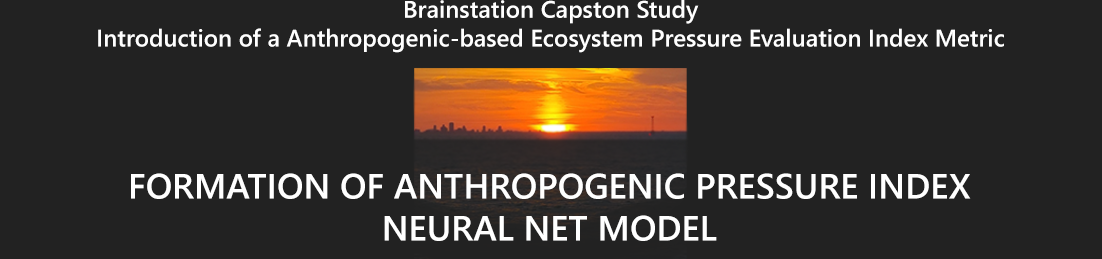 Brainstation Capston Study
Introduction of a Anthropogenic-based Ecosystem Pressure Evaluation Index Metric
FORMATION OF ANTHROPOGENIC PRESSURE INDEX
NEURAL NET MODEL